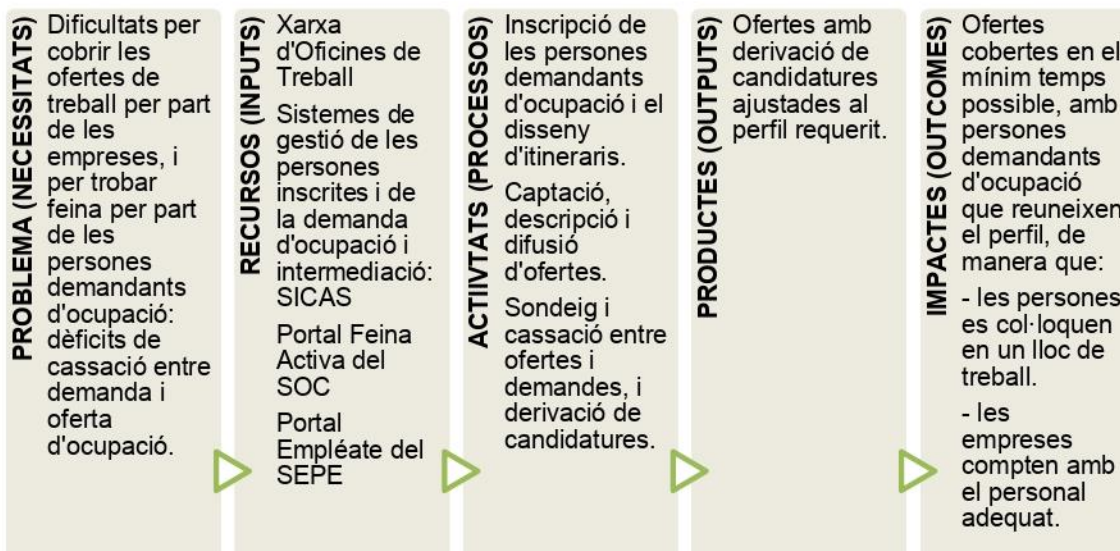 PROBLEMA (NECESSITATS)
Dificultats per
cobrir les
ofertes de
treball per part
de les
empreses, i
per trobar
feina per part
de les
persones
demandants
d'ocupació:
dèficits de
cassació entre
demanda i
oferta
d'ocupació.
RECURSOS (INPUTS)
Xarxa
d'Oficines de
Treball
Sistemes de
gestió de les
persones
inscrites i de
la demanda
d'ocupació i
intermediació:
SICAS
Portal Feina
Activa del
SOC
Portal
Empléate del
SEPE
ACTIIVTATS (PROCESSOS)
Inscripció de
les persones
demandants
d'ocupació i el
disseny
d'itineraris.
Captació,
descripció i
difusió
d'ofertes.
Sondeig i
cassació entre
ofertes i
demandes, i
derivació de
candidatures.
PRODUCTES (OUTPUTS)
Ofertes amb
derivació de
candidatures
ajustades al
perfil requerit.
IMPACTES (OUTCOMES)
Ofertes
cobertes en el
mínim temps
possible, amb
persones
demandants
d'ocupació
que reuneixen
el perfil, de
manera que:
- les persones
es col·loquen
en un lloc de
treball.
- les
empreses
compten amb
el personal
adequat.